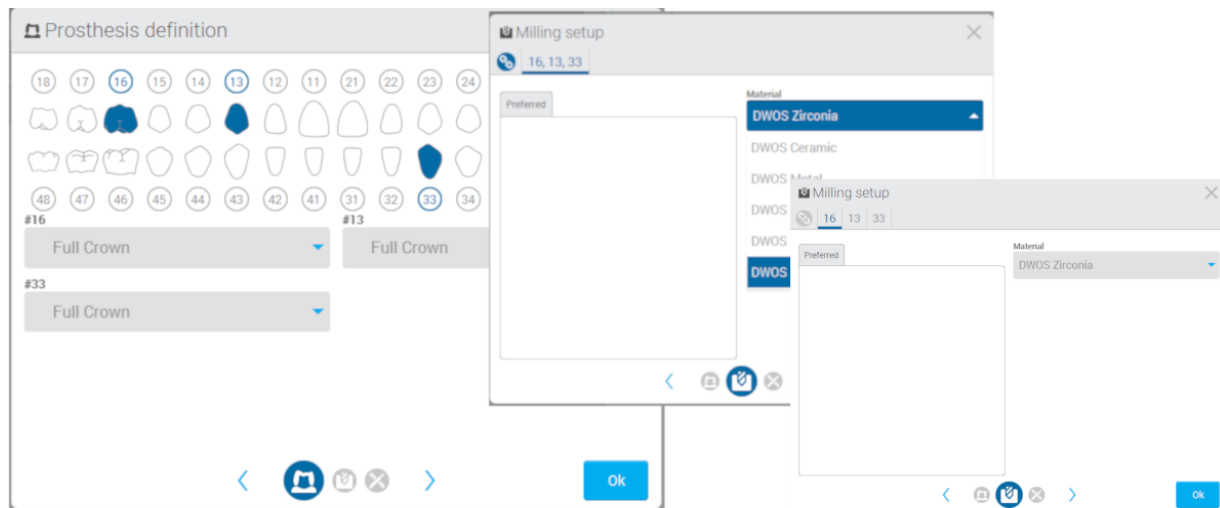 Prosthesis definition
18 17 16 15 14 13 12 11 21 22 23 24
48 47 46 45 44 43 42 41 31 32 33 34
#16 #13
Full Crown Full Crown
#33
Full Crown
Ok
Milling setup
16, 13, 33
Preferred
Material
DWOS Zirconia
DWOS Ceramic
DWOS Metal
DWOS
DWOS
DWOS
Milling setup
16 13 33
Preferred
Material
DWOS Zirconia
Ok